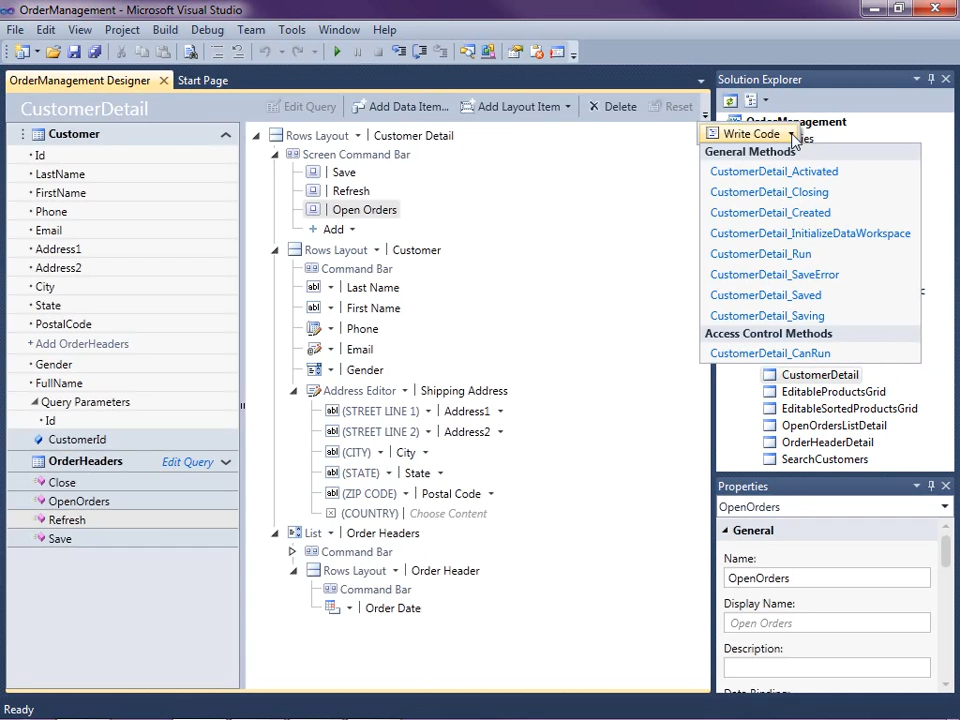 OrderManagement - Microsoft Visual Studio
File Edit View Project Build Debug Team Tools Window Help
OrderManagement Designer Start Page
CustomerDetail
Edit Query Add Data Item... Add Layout Item Delete Reset
Customer
Id
LastName
FirstName
Phone
Email
Address1
Address2
City
State
PostalCode
+ Add OrderHeaders
Gender
FullName
Query Parameters
Id
CustomerId
OrderHeaders Edit Query
Close
OpenOrders
Refresh
Save
Rows Layout | Customer Detail
Screen Command Bar
| Save
| Refresh
| Open Orders
+ Add
Rows Layout | Customer
Command Bar
abl | Last Name
abl | First Name
| Phone
| Email
| Gender
Address Editor | Shipping Address
abl (STREET LINE 1) | Address1
abl (STREET LINE 2) | Address2
abl (CITY) | City
abl (STATE) | State
abl (ZIP CODE) | Postal Code
(COUNTRY) Choose Content
List | Order Headers
Command Bar
Rows Layout | Order Header
Command Bar
| Order Date
Write Code
General Methods
CustomerDetail_Activated
CustomerDetail_Closing
CustomerDetail_Created
CustomerDetail_InitializeDataWorkspace
CustomerDetail_Run
CustomerDetail_SaveError
CustomerDetail_Saved
CustomerDetail_Saving
Access Control Methods
CustomerDetail_CanRun
Solution Explorer
OrderManagement
CustomerDetail
EditableProductsGrid
EditableSortedProductsGrid
OpenOrdersListDetail
OrderHeaderDetail
SearchCustomers
Properties
OpenOrders
General
Name:
OpenOrders
Display Name:
Open Orders
Description:
Ready